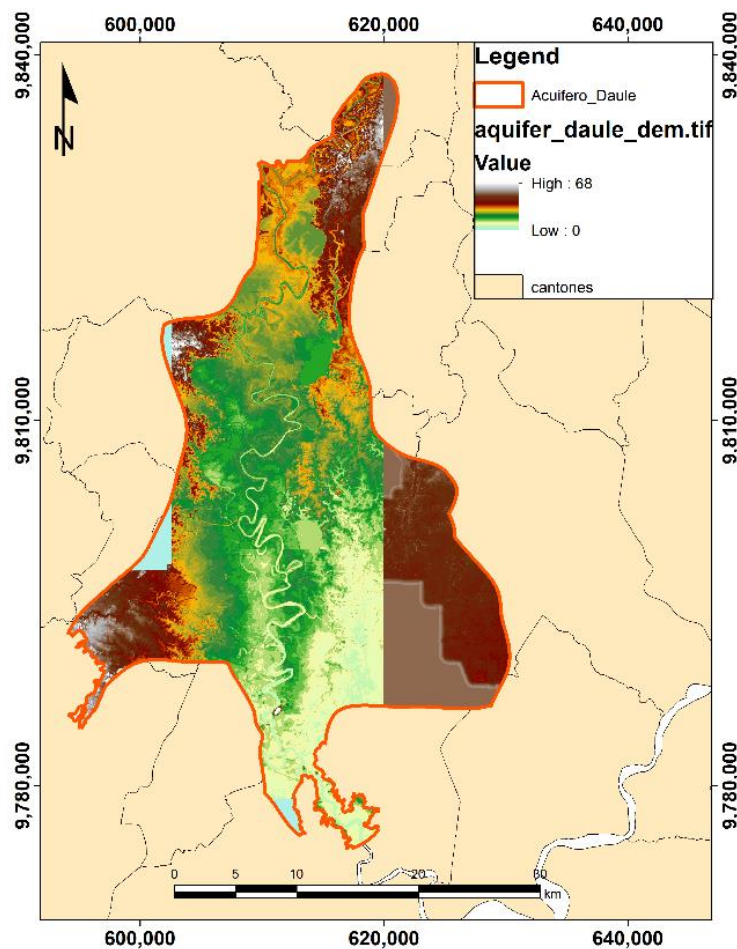 600,000 620,000 640,000
9,840,000 9,840,000
Legend
Acuifero_Daule
N
aquifer_daule_dem.tif
Value
High : 68
Low : 0
cantones
9,810,000 9,810,000
9,780,000 9,780,000
0 5 10 20 30
km
600,000 620,000 640,000